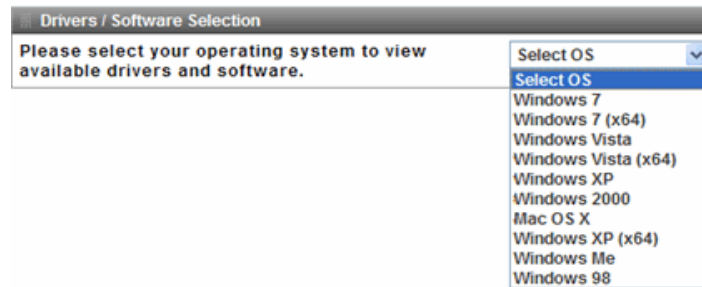 Drivers / Software Selection
Please select your operating system to view
available drivers and software.
Select OS
Select OS
Windows 7
Windows 7 (x64)
Windows Vista
Windows Vista (x64)
Windows XP
Windows 2000
Mac OS X
Windows XP (x64)
Windows Me
Windows 98